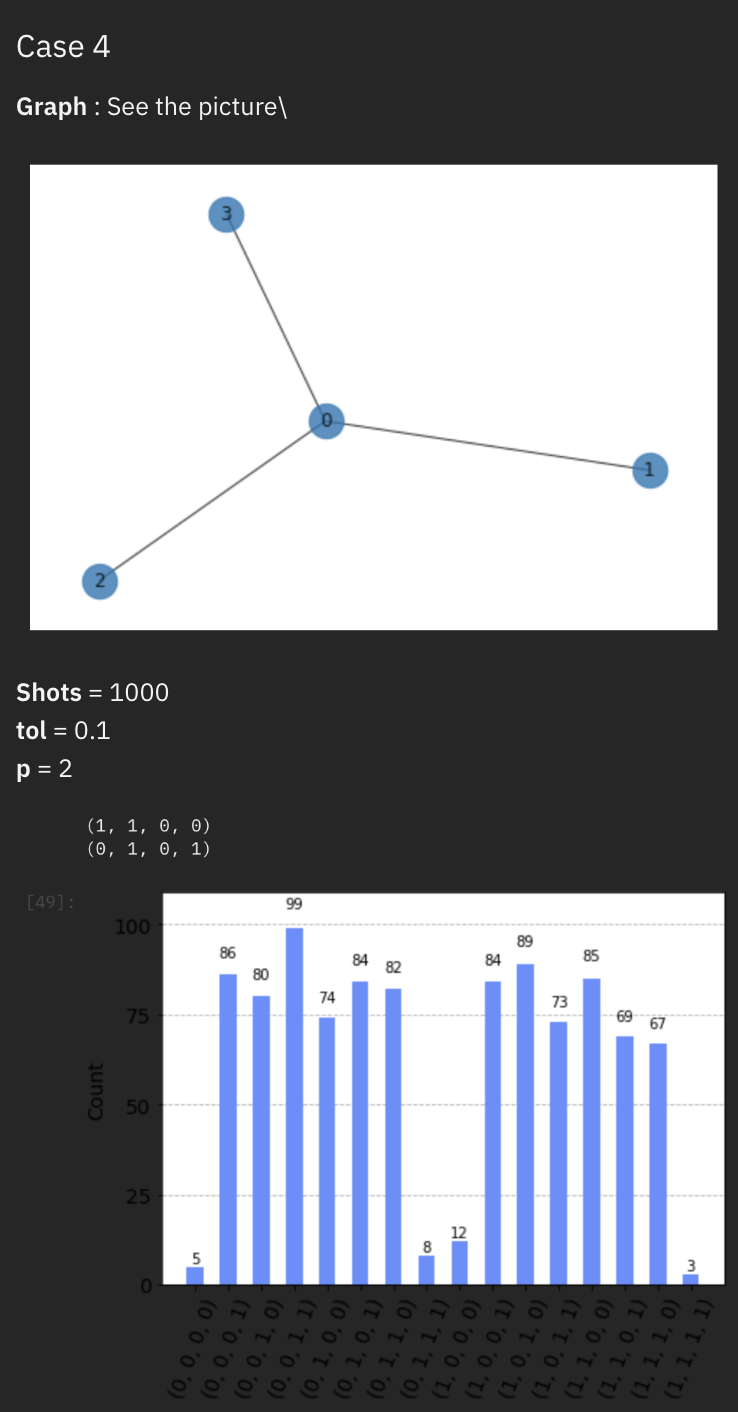 Case 4
Graph : See the picture\
3
0
1
2
Shots = 1000
tol = 0.1
p = 2
(1, 1, 0, 0)
(0, 1, 0, 1)
[49]:
99
100
89
86
85
84
84
82
80
74
73
75
69
67
Count
50
25
12
8
5
3
0
(0, 0, 0, 0)
(0, 0, 0, 1)
(0, 0, 1, 0)
(0, 0, 1, 1)
(0, 1, 0, 0)
(0, 1, 0, 1)
(0, 1, 1, 0)
(0, 1, 1, 1)
(1, 0, 0, 0)
(1, 0, 0, 1)
(1, 0, 1, 0)
(1, 0, 1, 1)
(1, 1, 0, 0)
(1, 1, 0, 1)
(1, 1, 1, 0)
(1, 1, 1, 1)